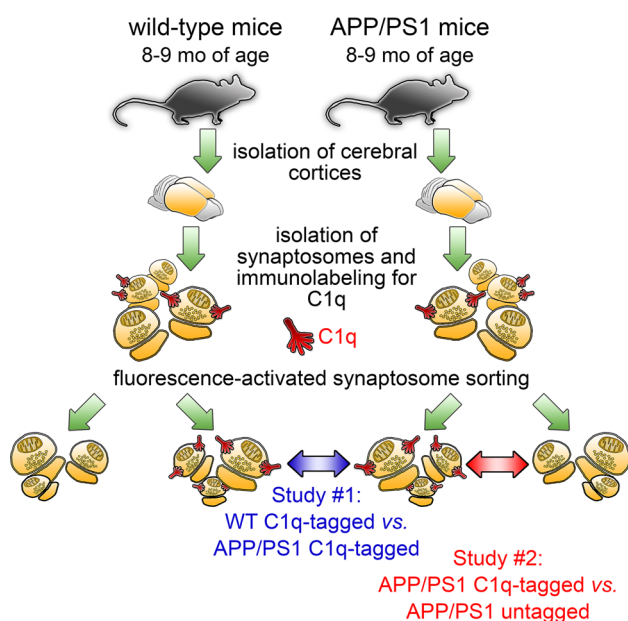 wild-type mice
8-9 mo of age
APP/PS1 mice
8-9 mo of age
isolation of cerebral
cortices
isolation of
synaptosomes and
immunolabeling for
C1q
C1q
fluorescence-activated synaptosome sorting
Study #1:
WT C1q-tagged vs.
APP/PS1 C1q-tagged
Study #2:
APP/PS1 C1q-tagged vs.
APP/PS1 untagged